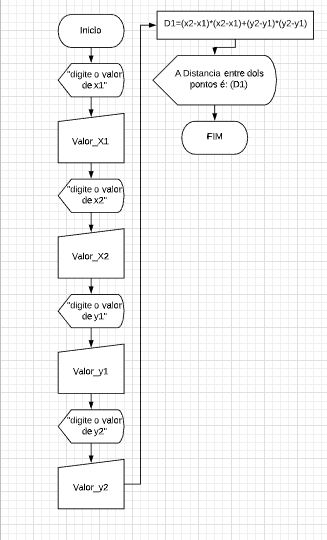 Inicio
"digite o valor
de x1"
Valor_X1
"digite o valor
de x2"
Valor_X2
"digite o valor
de y1"
Valor_y1
"digite o valor
de y2"
Valor_y2
D1=(x2-x1)*(x2-x1)+(y2-y1)*(y2-y1)
A Distancia entre dois
pontos é: (D1)
FIM